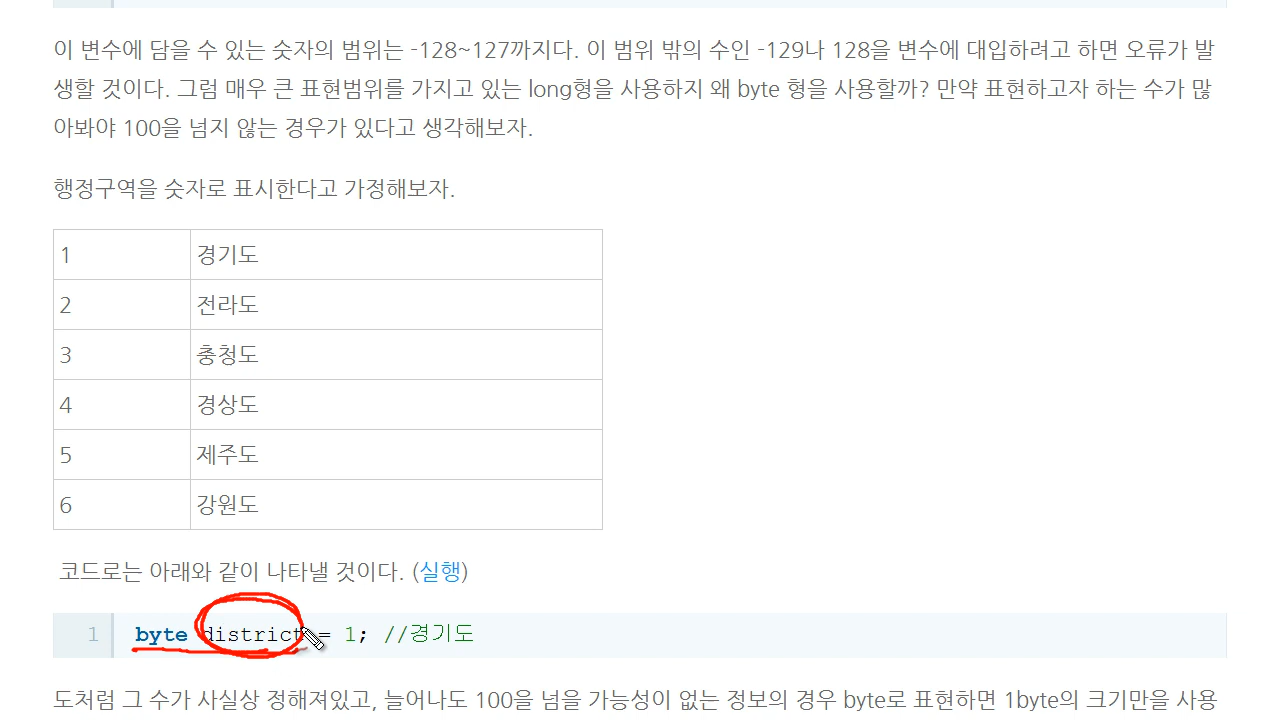 이 변수에 담을 수 있는 숫자의 범위는 -128~127까지다. 이 범위 밖의 수인 -129나 128을 변수에 대입하려고 하면 오류가 발
생할 것이다. 그럼 매우 큰 표현범위를 가지고 있는 long형을 사용하지 왜 byte 형을 사용할까? 만약 표현하고자 하는 수가 많
아봐야 100을 넘지 않는 경우가 있다고 생각해보자.
행정구역을 숫자로 표시한다고 가정해보자.
1 경기도
2 전라도
3 충청도
4 경상도
5 제주도
6 강원도
코드로는 아래와 같이 나타낼 것이다. (실행)
1 byte district = 1; //경기도
도처럼 그 수가 사실상 정해져있고, 늘어나도 100을 넘을 가능성이 없는 정보의 경우 byte로 표현하면 1byte의 크기만을 사용